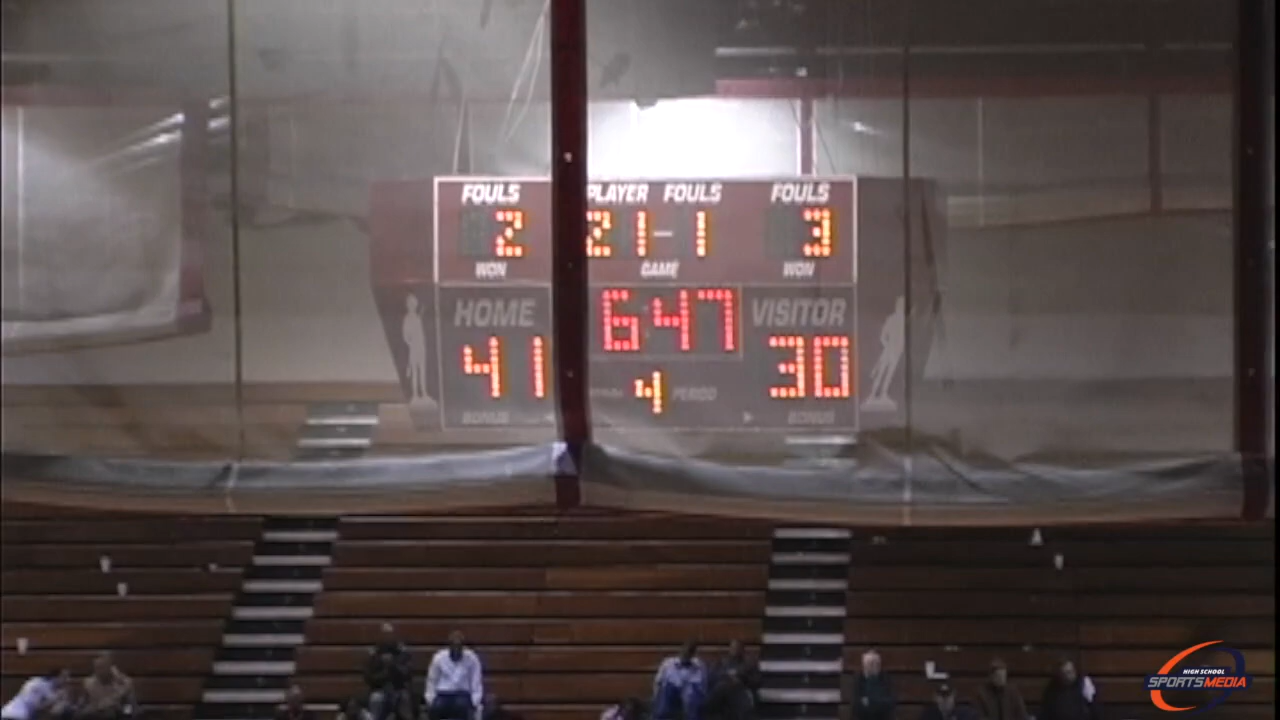 FOULS PLAYER FOULS FOULS
2 21-1 3
WON GAME WON
HOME 6:47 VISITOR
41 30
4 PERIOD
BONUS BONUS
HIGH SCHOOL
SPORTSMEDIA